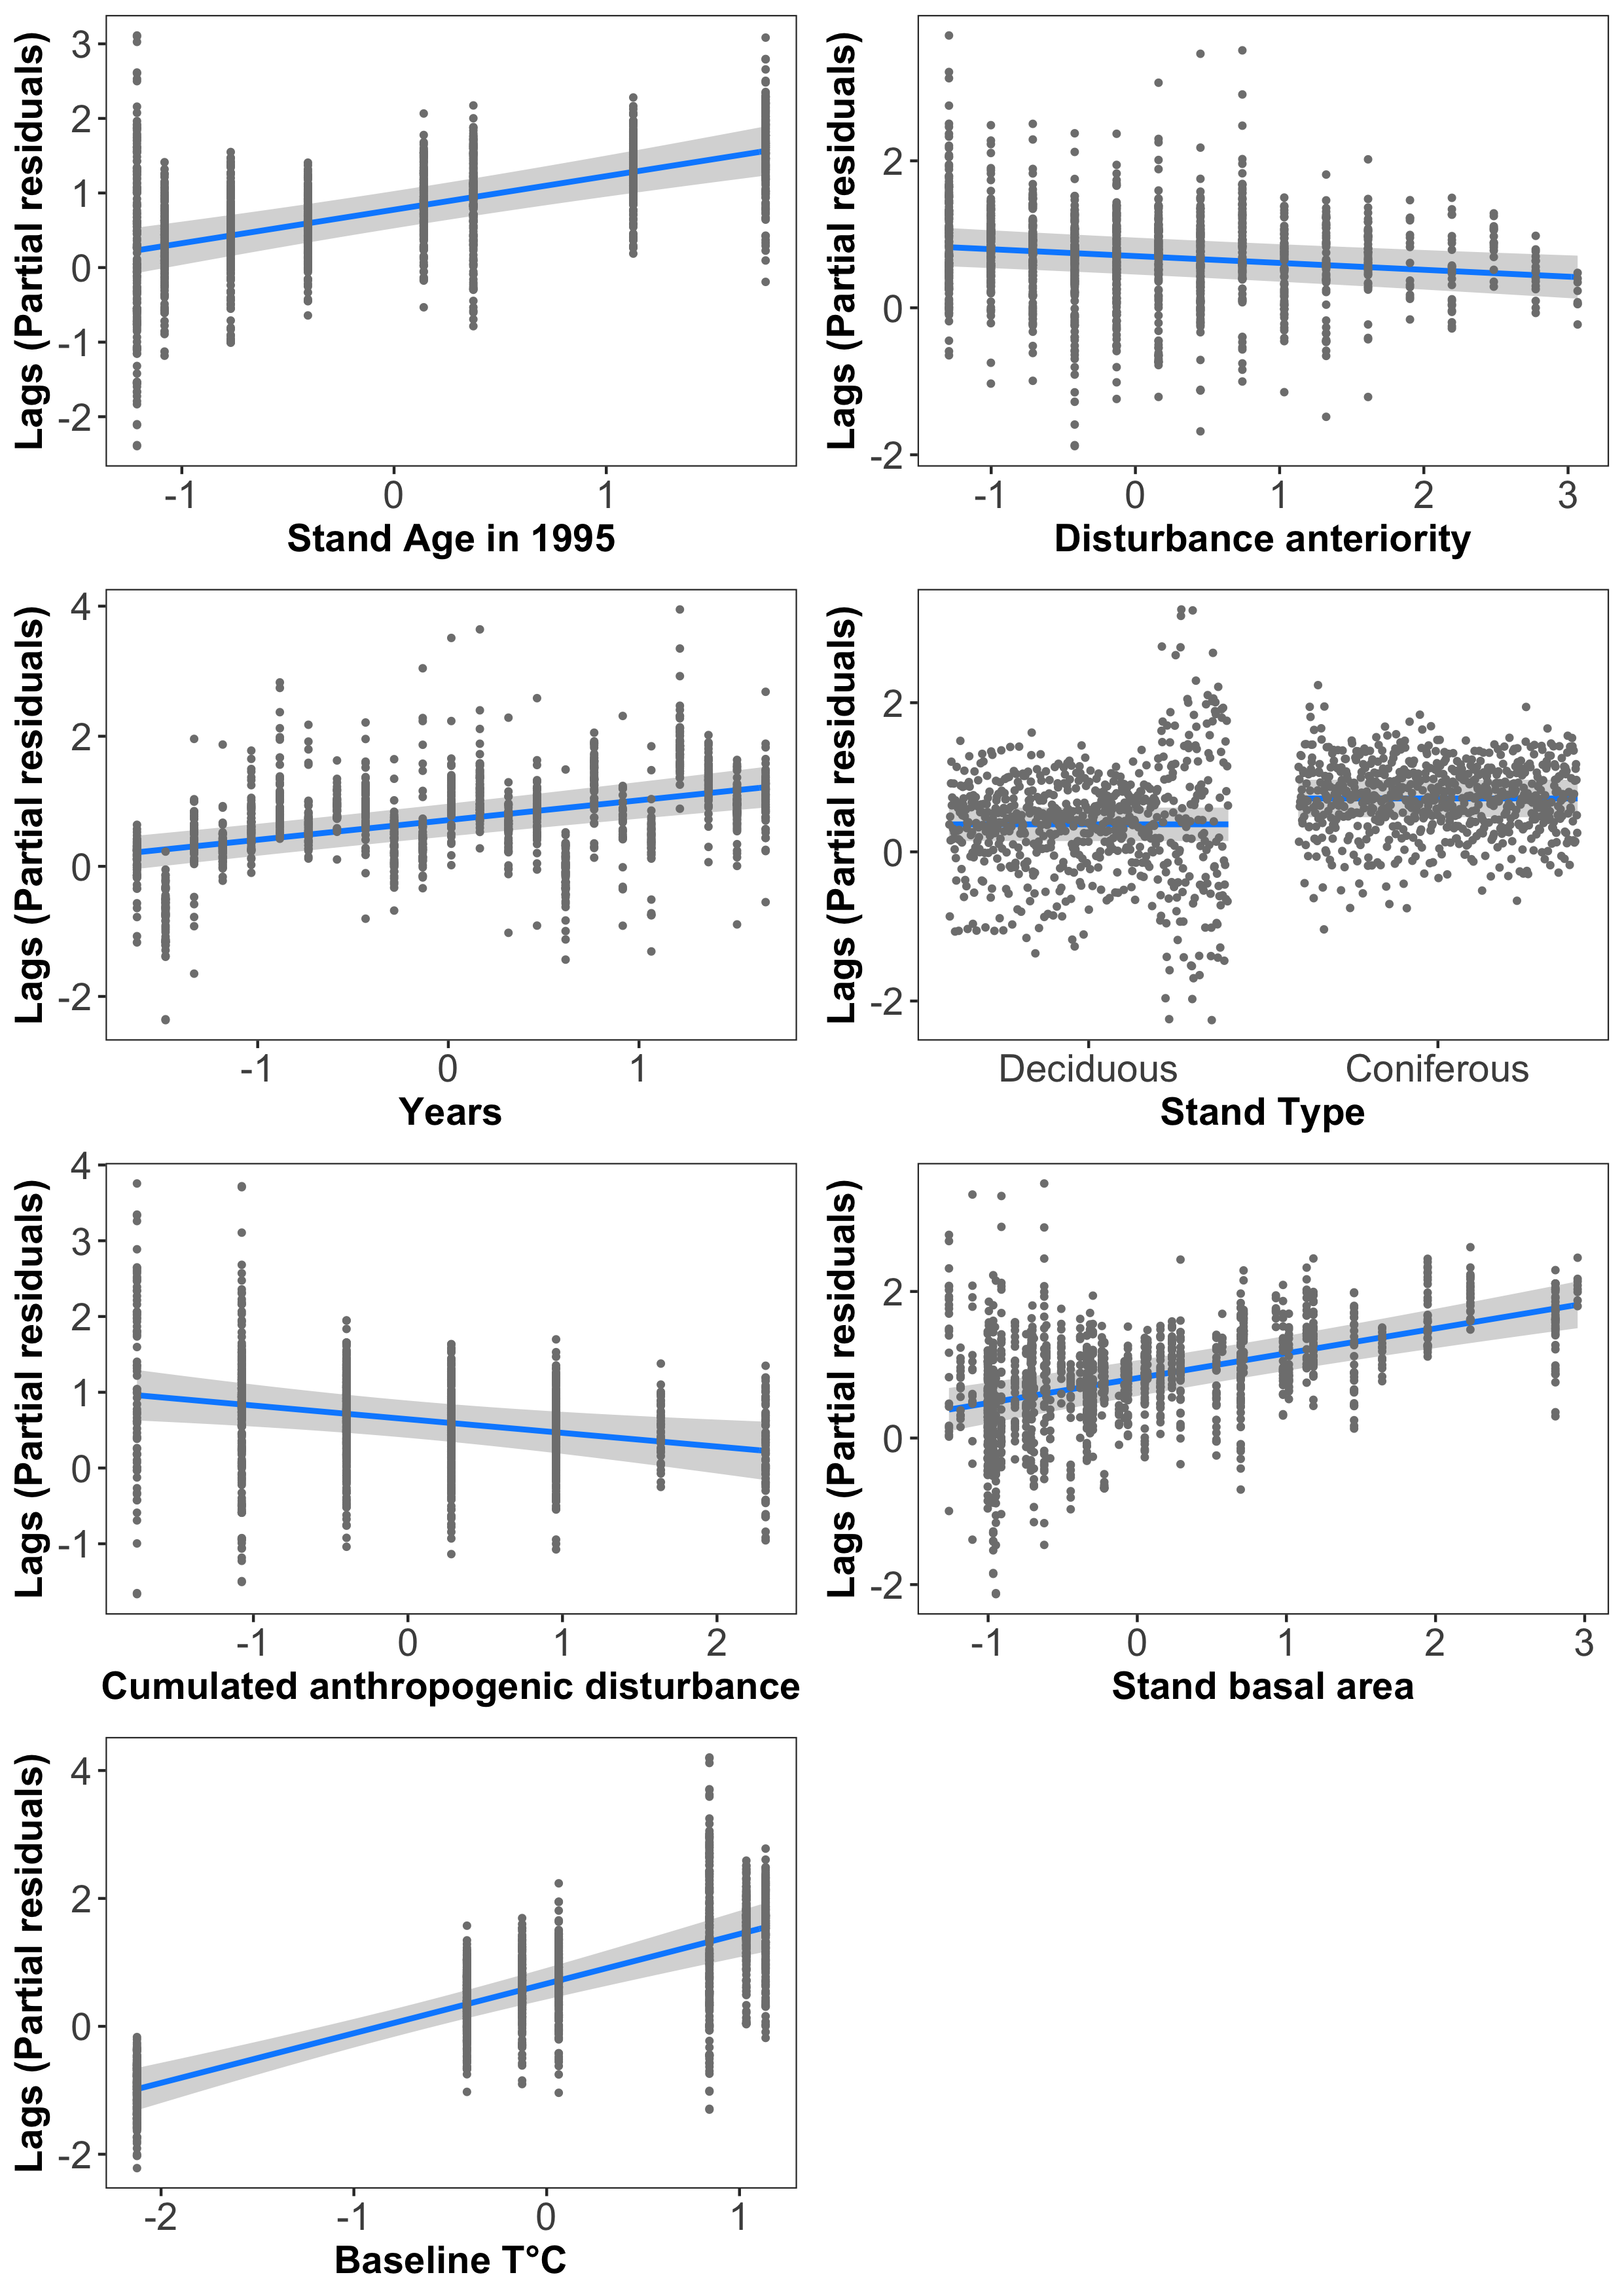 Lags (Partial residuals)
3
2
1
0
-1
-2
-1 0 1
Stand Age in 1995
Lags (Partial residuals)
2
0
-2
-1 0 1 2 3
Disturbance anteriority
Lags (Partial residuals)
4
2
0
-2
-1 0 1
Years
Lags (Partial residuals)
2
0
-2
Deciduous Coniferous
Stand Type
Lags (Partial residuals)
4
3
2
1
0
-1
-1 0 1 2
Cumulated anthropogenic disturbance
Lags (Partial residuals)
2
0
-2
-1 0 1 2 3
Stand basal area
Lags (Partial residuals)
4
2
0
-2
-2 -1 0 1
Baseline T°C